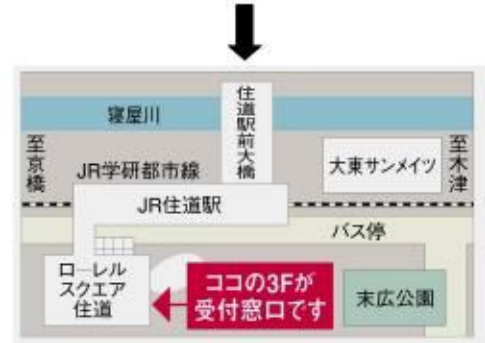 住道駅前大橋
寝屋川
至京橋
JR学研都市線
大東サンメイツ
至木津
JR住道駅
バス停
ローレル
スクエア
住道
ココの3Fが
受付窓口です
末広公園